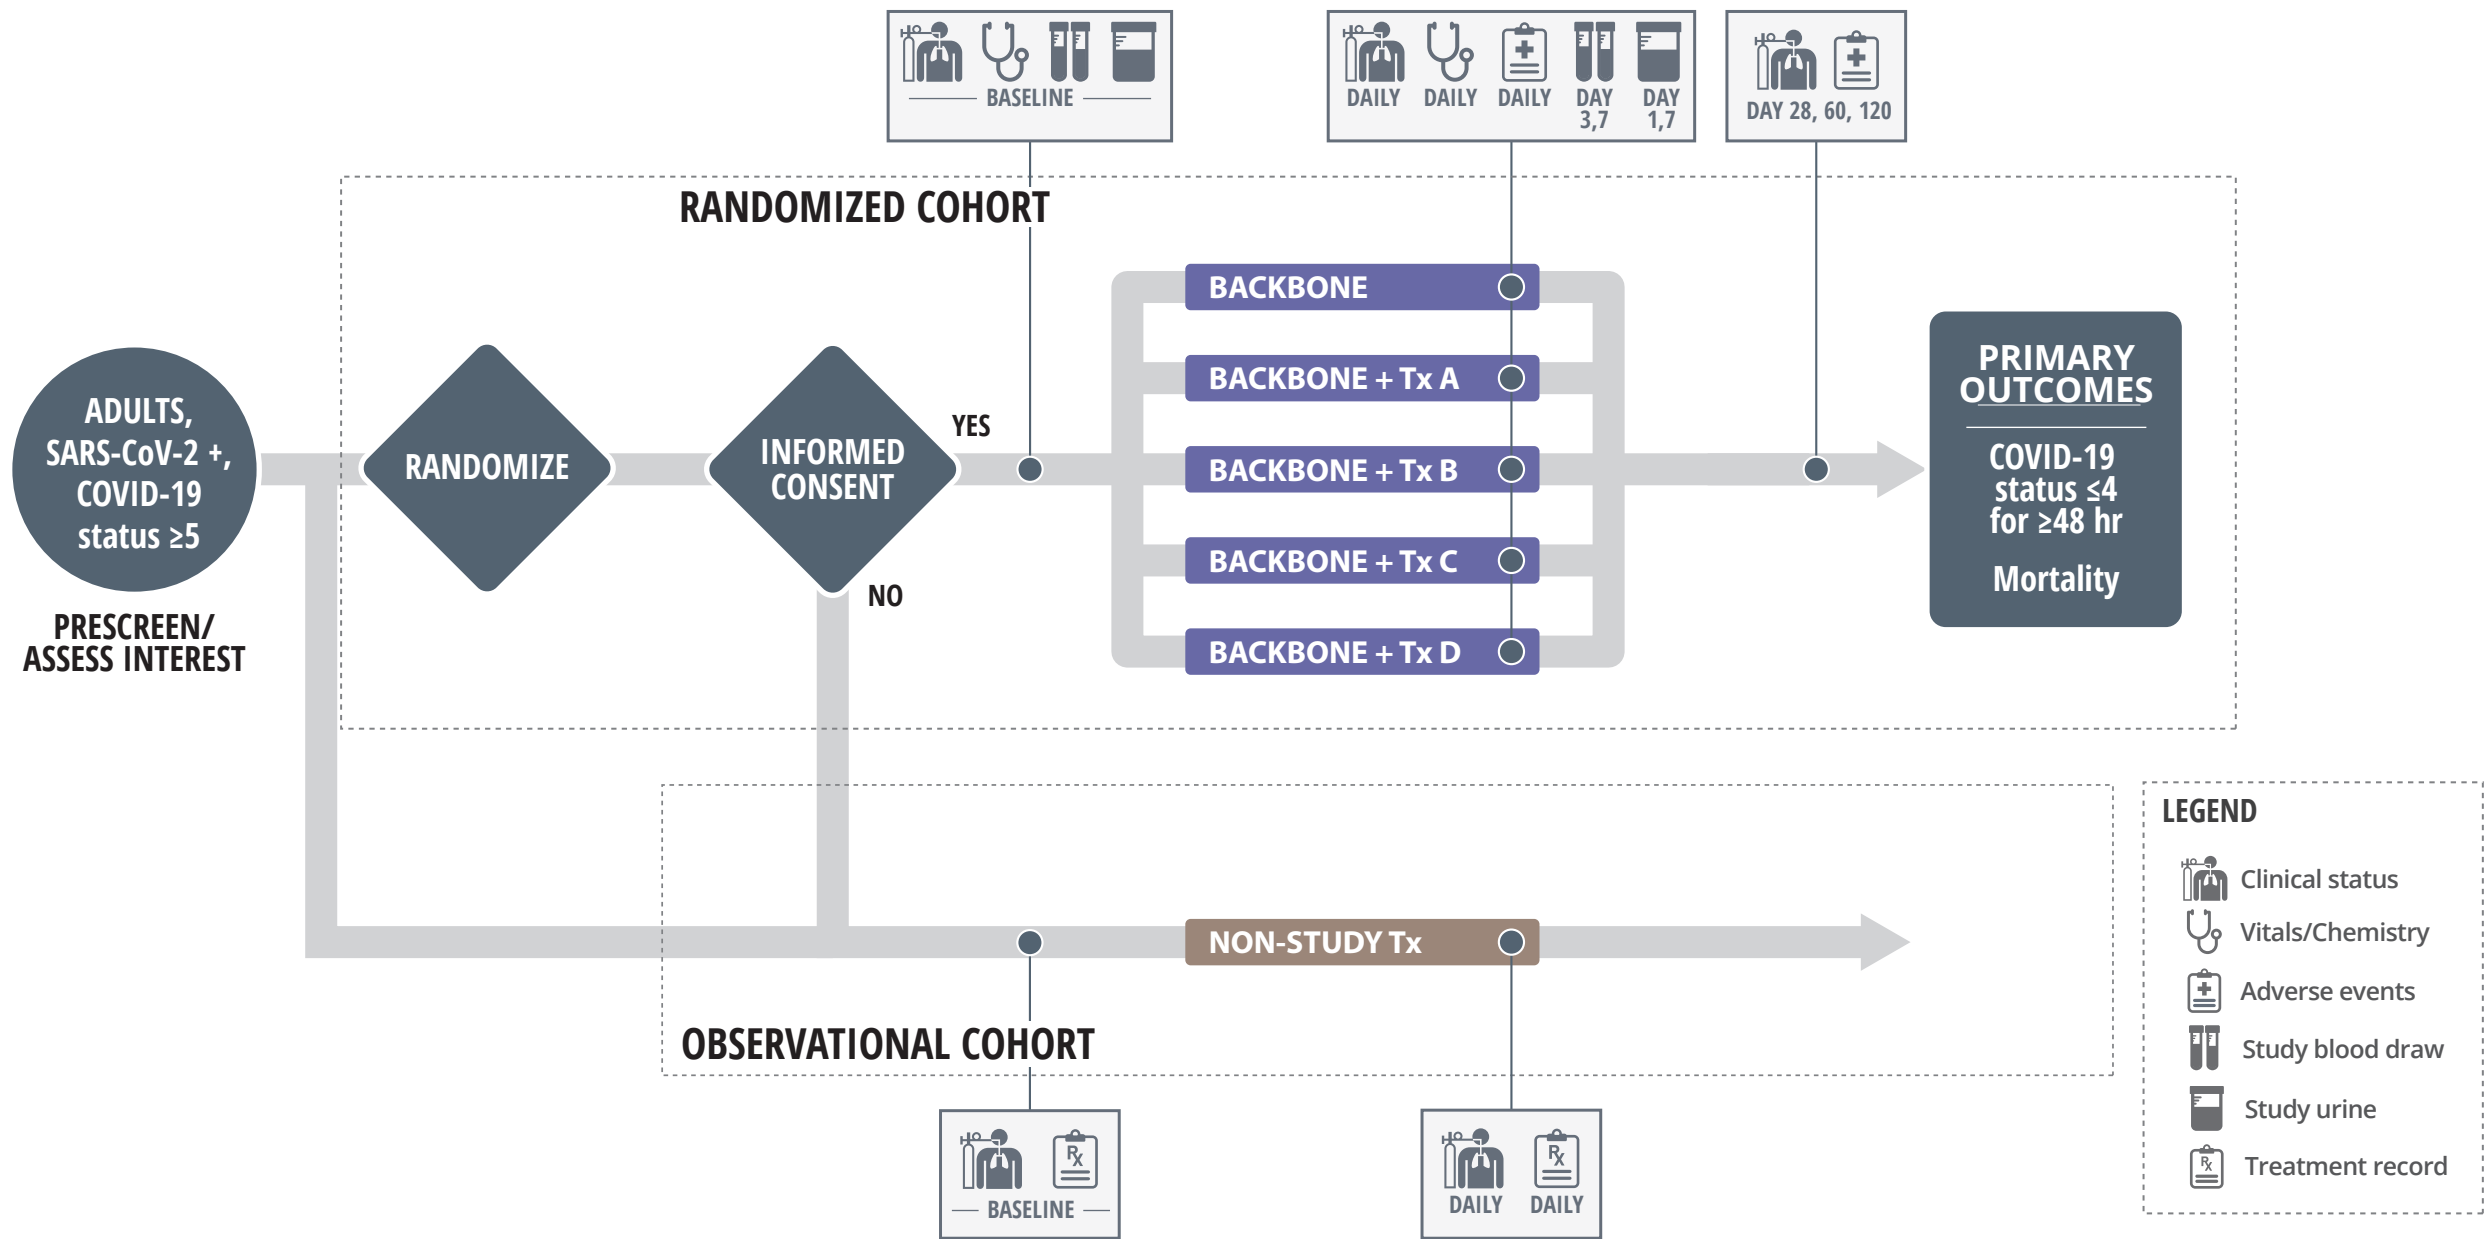 BASELINE
DAILY DAILY DAILY DAY 3,7 DAY 1,7
DAY 28, 60, 120
RANDOMIZED COHORT
ADULTS,
SARS-CoV-2 +,
COVID-19
status ≥5
PRESCREEN/
ASSESS INTEREST
RANDOMIZE
INFORMED
CONSENT
YES
NO
BACKBONE
BACKBONE + Tx A
BACKBONE + Tx B
BACKBONE + Tx C
BACKBONE + Tx D
PRIMARY
OUTCOMES
COVID-19
status ≤4
for ≥48 hr
Mortality
NON-STUDY Tx
OBSERVATIONAL COHORT
Rx
BASELINE
Rx
DAILY DAILY
LEGEND
Clinical status
Vitals/Chemistry
Adverse events
Study blood draw
Study urine
Rx Treatment record